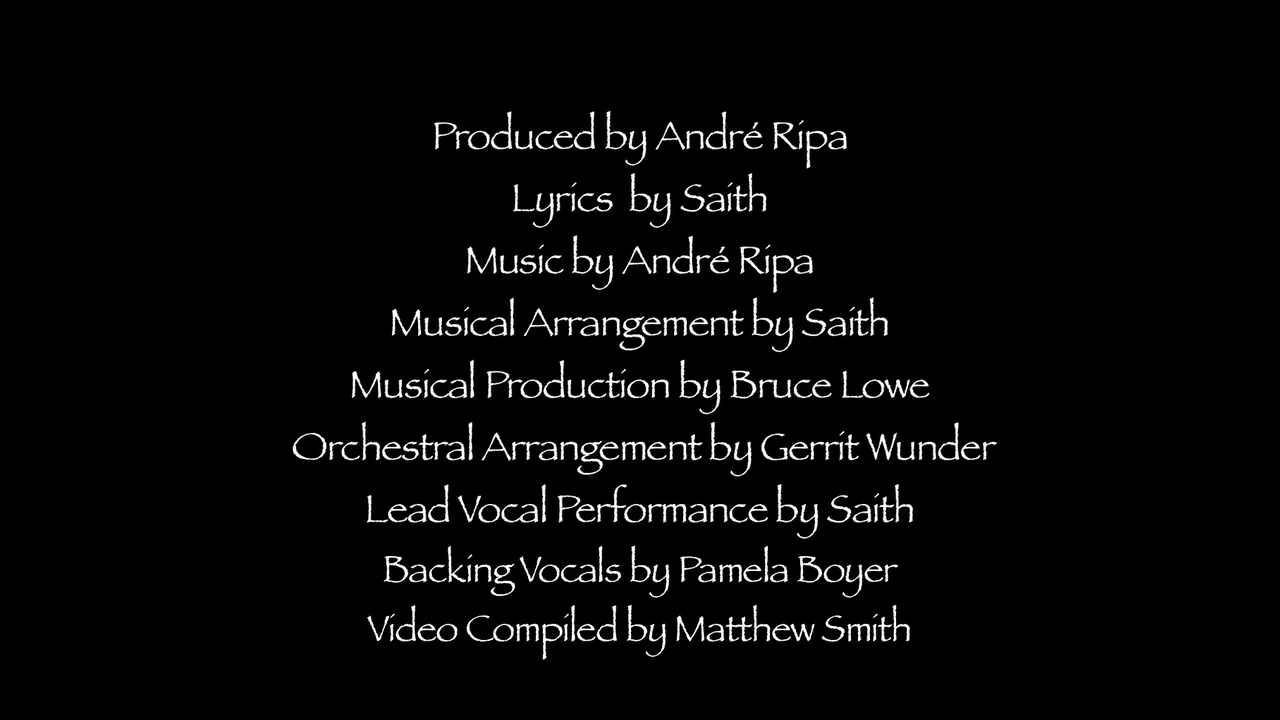 Produced by André Ripa
Lyrics by Saith
Music by André Ripa
Musical Arrangement by Saith
Musical Production by Bruce Lowe
Orchestral Arrangement by Gerrit Wunder
Lead Vocal Performance by Saith
Backing Vocals by Pamela Boyer
Video Compiled by Matthew Smith